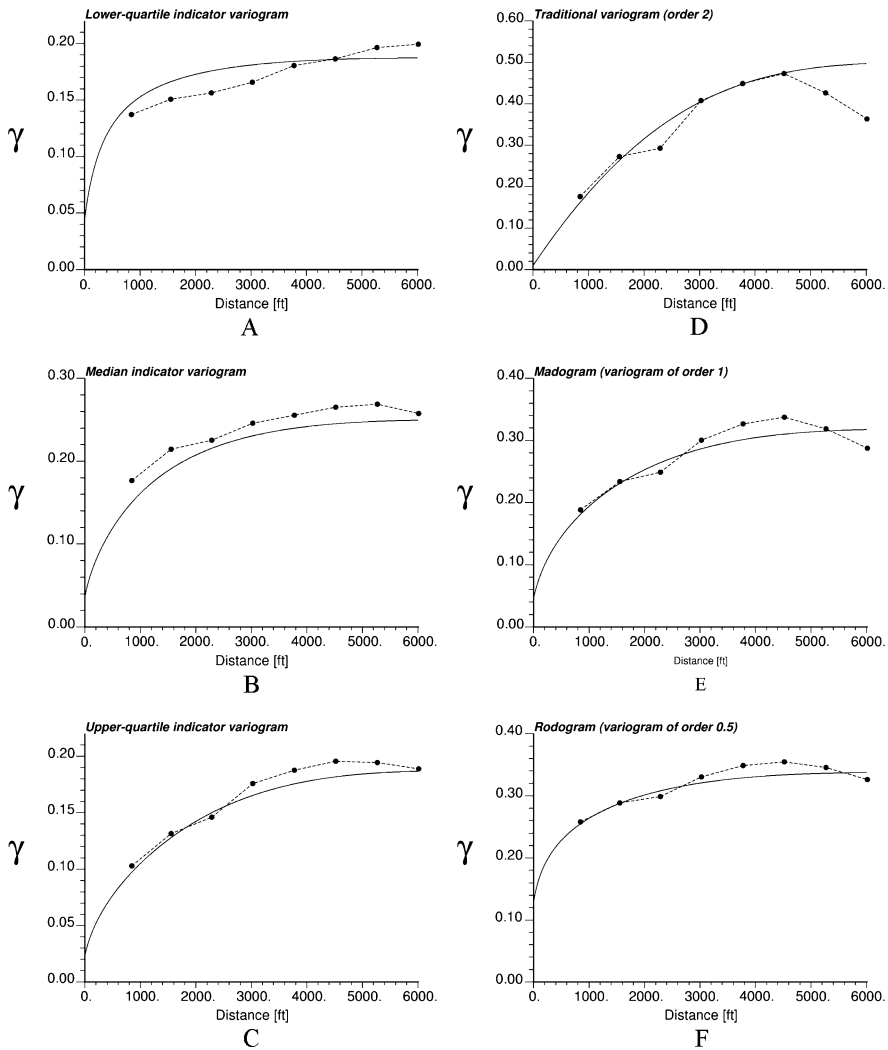 Lower-quartile indicator variogram
0.20
0.15
γ
0.10
0.05
0.00
0. 1000. 2000. 3000. 4000. 5000. 6000.
Distance [ft]
A
Traditional variogram (order 2)
0.60
0.50
0.40
γ
0.30
0.20
0.10
0.00
0. 1000. 2000. 3000. 4000. 5000. 6000.
Distance [ft]
D
Median indicator variogram
0.30
0.20
γ
0.10
0.00
0. 1000. 2000. 3000. 4000. 5000. 6000.
Distance [ft]
B
Madogram (variogram of order 1)
0.40
0.30
γ
0.20
0.10
0.00
0. 1000. 2000. 3000. 4000. 5000. 6000.
Distance [ft]
E
Upper-quartile indicator variogram
0.20
0.15
γ
0.10
0.05
0.00
0. 1000. 2000. 3000. 4000. 5000. 6000.
Distance [ft]
C
Rodogram (variogram of order 0.5)
0.40
0.30
γ
0.20
0.10
0.00
0. 1000. 2000. 3000. 4000. 5000. 6000.
Distance [ft]
F